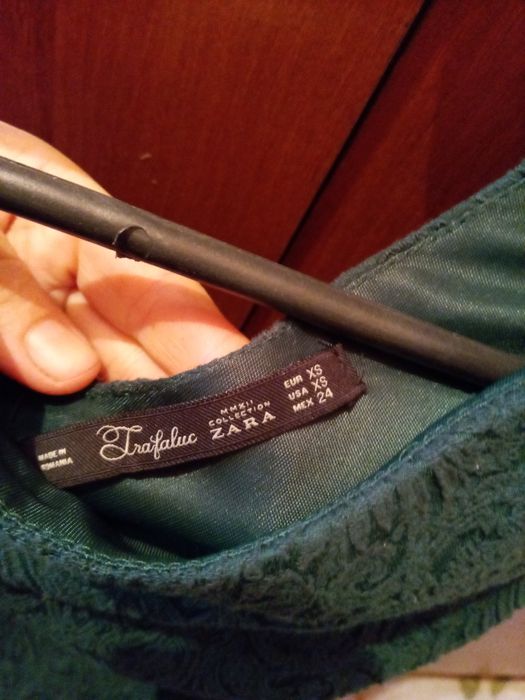 MADE IN
ROMANIA
Trafaluc
MMXII
COLLECTION
ZARA
EUR XS
USA XS
MEX 24